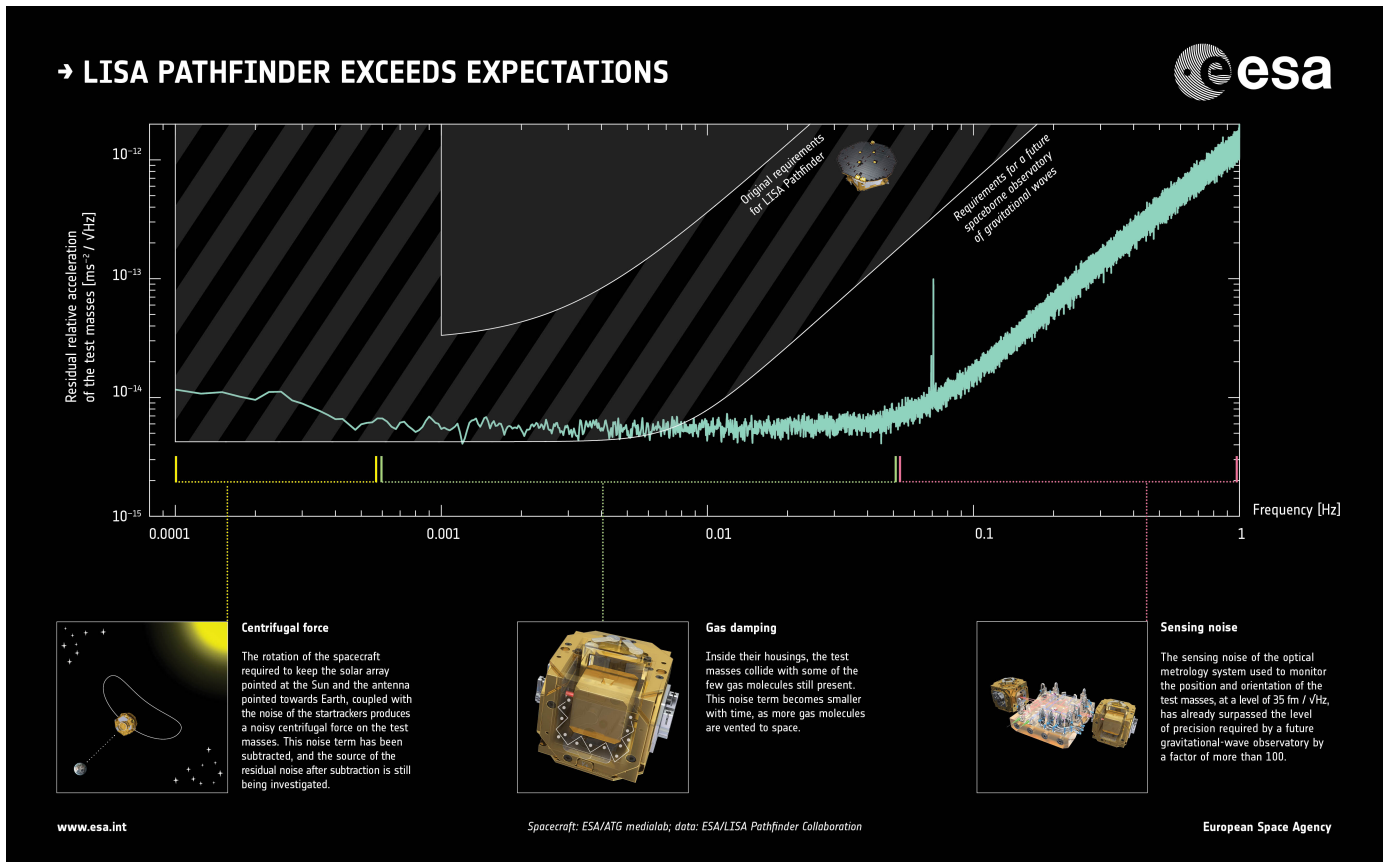 → LISA PATHFINDER EXCEEDS EXPECTATIONS
esa
Residual relative acceleration
of the test masses [ms⁻² / √Hz]
10⁻¹²
10⁻¹³
10⁻¹⁴
10⁻¹⁵
Original requirements
for LISA Pathfinder
Requirements for a future
spaceborne observatory
of gravitational waves
0.0001
0.001
0.01
0.1
1
Frequency [Hz]
Centrifugal force
The rotation of the spacecraft
required to keep the solar array
pointed at the Sun and the antenna
pointed towards Earth, coupled with
the noise of the startrackers produces
a noisy centrifugal force on the test
masses. This noise term has been
subtracted, and the source of the
residual noise after subtraction is still
being investigated.
Gas damping
Inside their housings, the test
masses collide with some of the
few gas molecules still present.
This noise term becomes smaller
with time, as more gas molecules
are vented to space.
Sensing noise
The sensing noise of the optical
metrology system used to monitor
the position and orientation of the
test masses, at a level of 35 fm / √Hz,
has already surpassed the level
of precision required by a future
gravitational-wave observatory by
a factor of more than 100.
www.esa.int
Spacecraft: ESA/ATG medialab; data: ESA/LISA Pathfinder Collaboration
European Space Agency